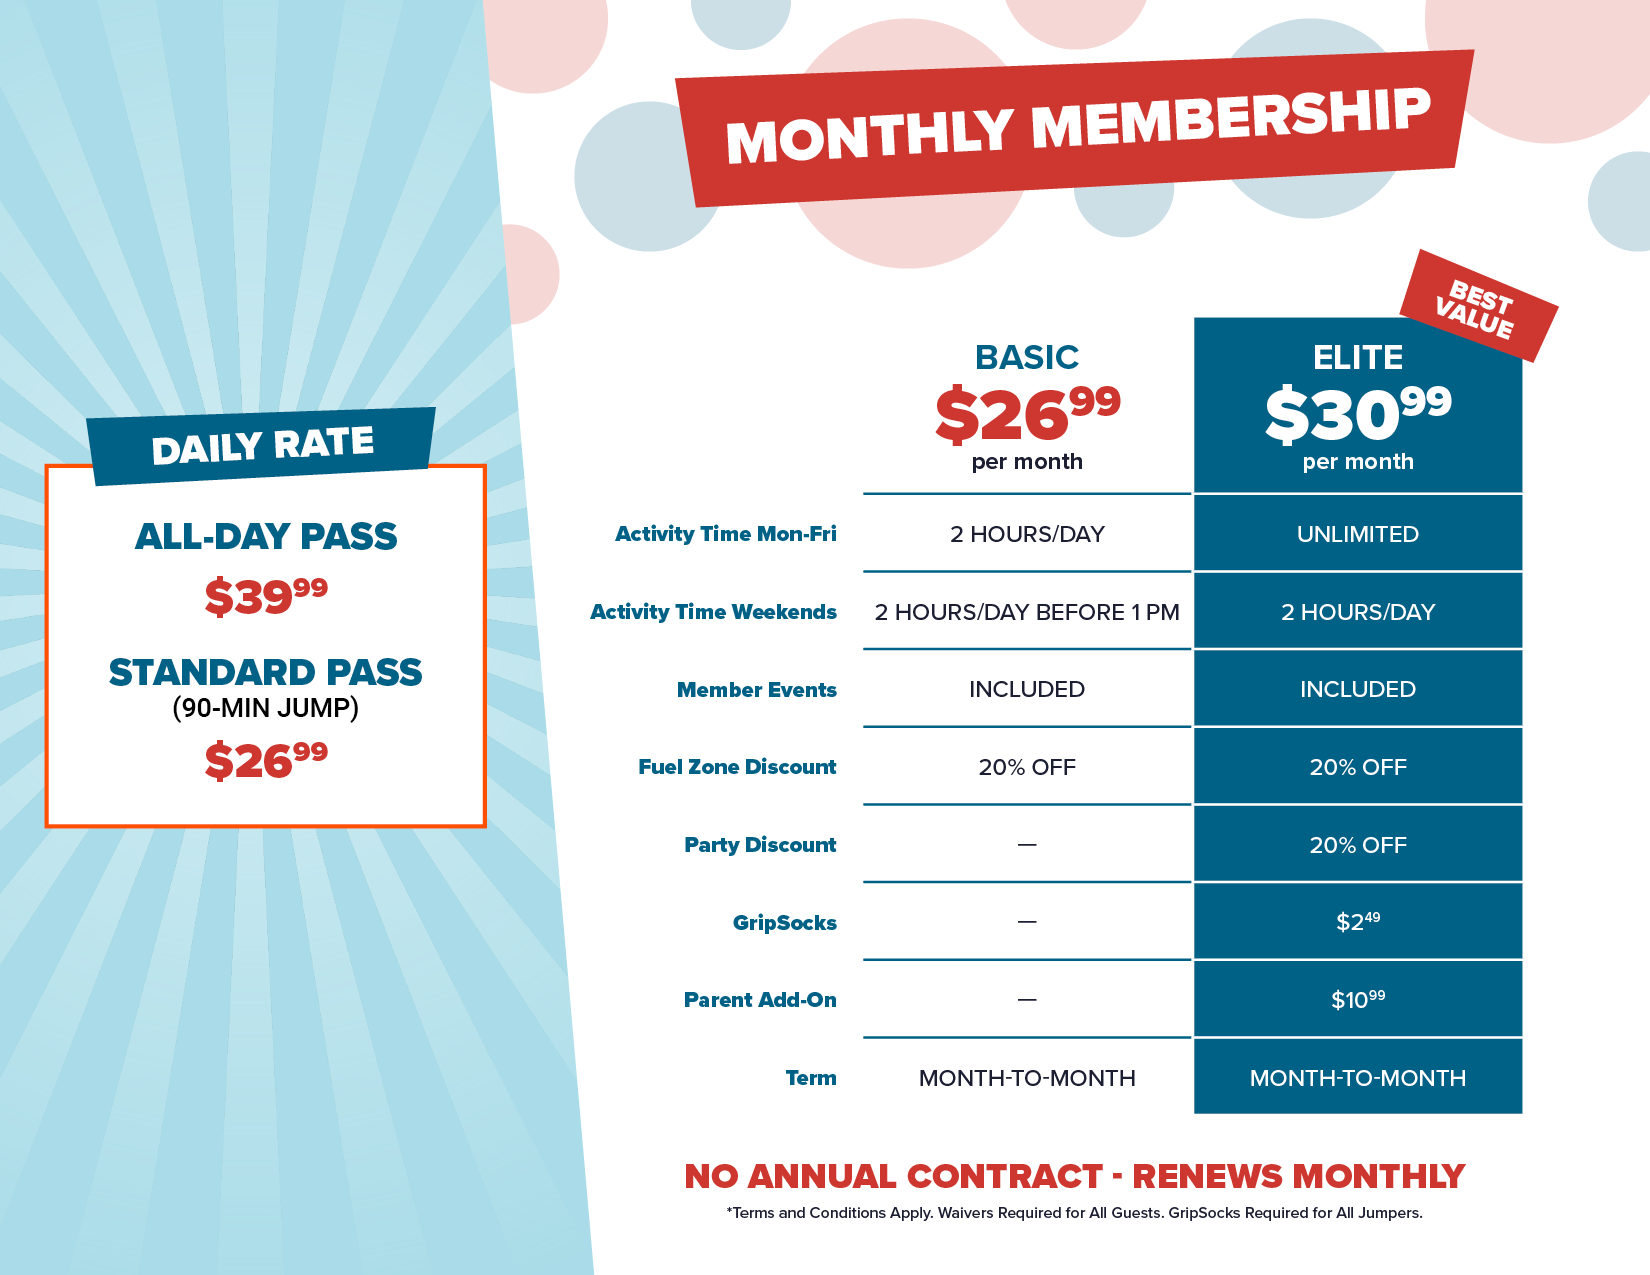 MONTHLY MEMBERSHIP
DAILY RATE
ALL-DAY PASS
$3999
STANDARD PASS
(90-MIN JUMP)
$2699
BEST
VALUE
BASIC
$2699
per month
ELITE
$3099
per month
Activity Time Mon-Fri 2 HOURS/DAY UNLIMITED
Activity Time Weekends 2 HOURS/DAY BEFORE 1 PM 2 HOURS/DAY
Member Events INCLUDED INCLUDED
Fuel Zone Discount 20% OFF 20% OFF
Party Discount — 20% OFF
GripSocks — $249
Parent Add-On — $1099
Term MONTH-TO-MONTH MONTH-TO-MONTH
NO ANNUAL CONTRACT - RENEWS MONTHLY
*Terms and Conditions Apply. Waivers Required for All Guests. GripSocks Required for All Jumpers.